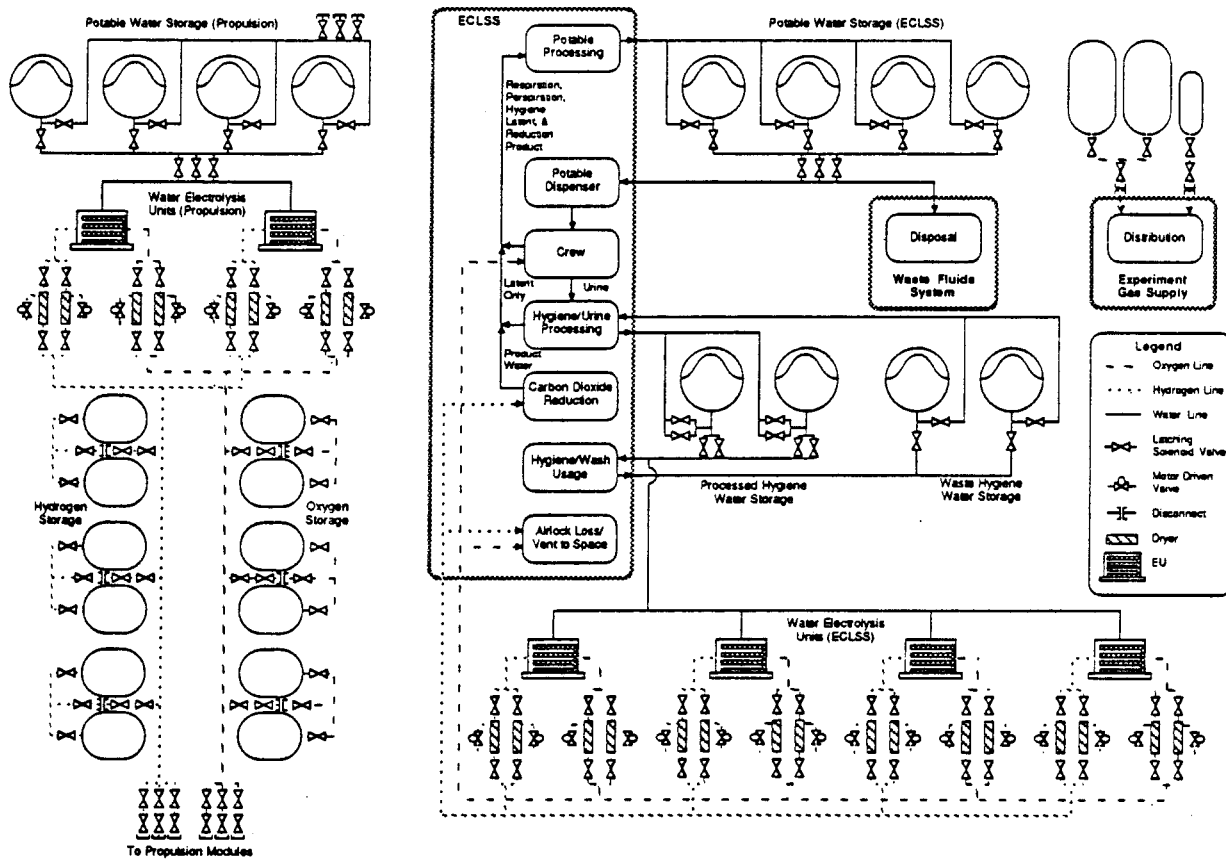 Potable Water Storage (Propulsion)
Water Electrolysis
Units (Propulsion)
Hydrogen
Storage
Oxygen
Storage
To Propulsion Modules
ECLSS
Potable
Processing
Respiration,
Perspiration,
Hygiene
Latent, &
Reduction
Product
Potable
Dispenser
Crew
Latent
Only
Urine
Hygiene/Urine
Processing
Product
Water
Carbon Dioxide
Reduction
Hygiene/Wash
Usage
Airlock Loss/
Vent to Space
Potable Water Storage (ECLSS)
Disposal
Waste Fluids
System
Distribution
Experiment
Gas Supply
Processed Hygiene
Water Storage
Waste Hygiene
Water Storage
Water Electrolysis
Units (ECLSS)
Legend
Oxygen Line
Hydrogen Line
Water Line
Latching
Solenoid Valve
Motor Driven
Valve
Disconnect
Dryer
EU